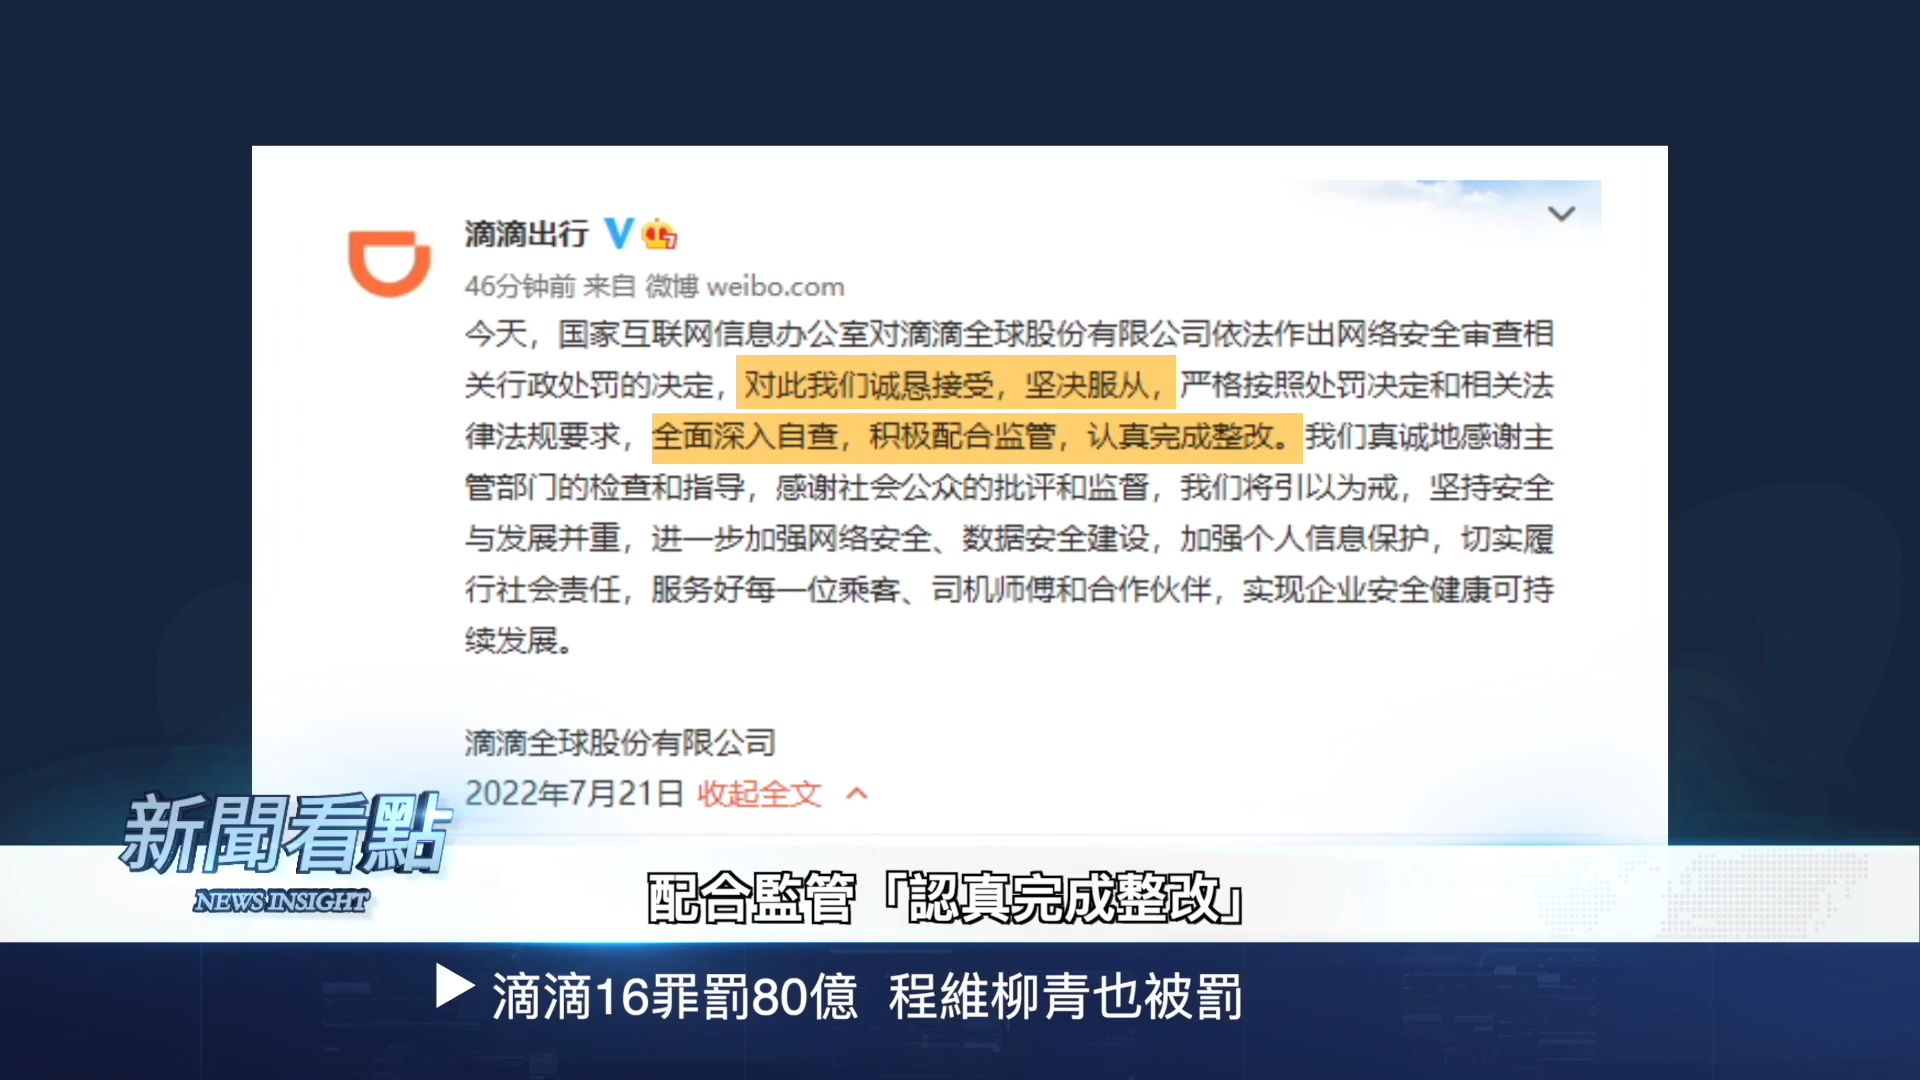 滴滴出行
46分钟前 来自 微博 weibo.com
今天，国家互联网信息办公室对滴滴全球股份有限公司依法作出网络安全审查相
关行政处罚的决定，对此我们诚恳接受，坚决服从，严格按照处罚决定和相关法
律法规要求，全面深入自查，积极配合监管，认真完成整改。我们真诚地感谢主
管部门的检查和指导，感谢社会公众的批评和监督，我们将引以为戒，坚持安全
与发展并重，进一步加强网络安全、数据安全建设，加强个人信息保护，切实履
行社会责任，服务好每一位乘客、司机师傅和合作伙伴，实现企业安全健康可持
续发展。
滴滴全球股份有限公司
2022年7月21日 收起全文
新聞看點
NEWS INSIGHT
配合監管「認真完成整改」
滴滴16罪罰80億 程維柳青也被罰